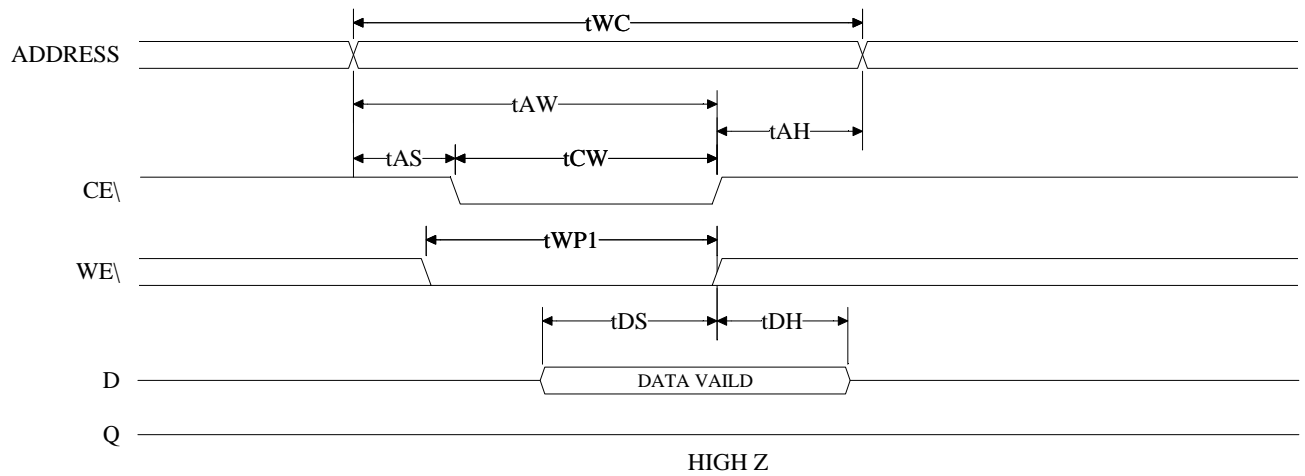 tWC
ADDRESS
tAW
tAH
tAS
tCW
CE\
tWP1
WE\
tDS
tDH
D
DATA VAILD
Q
HIGH Z